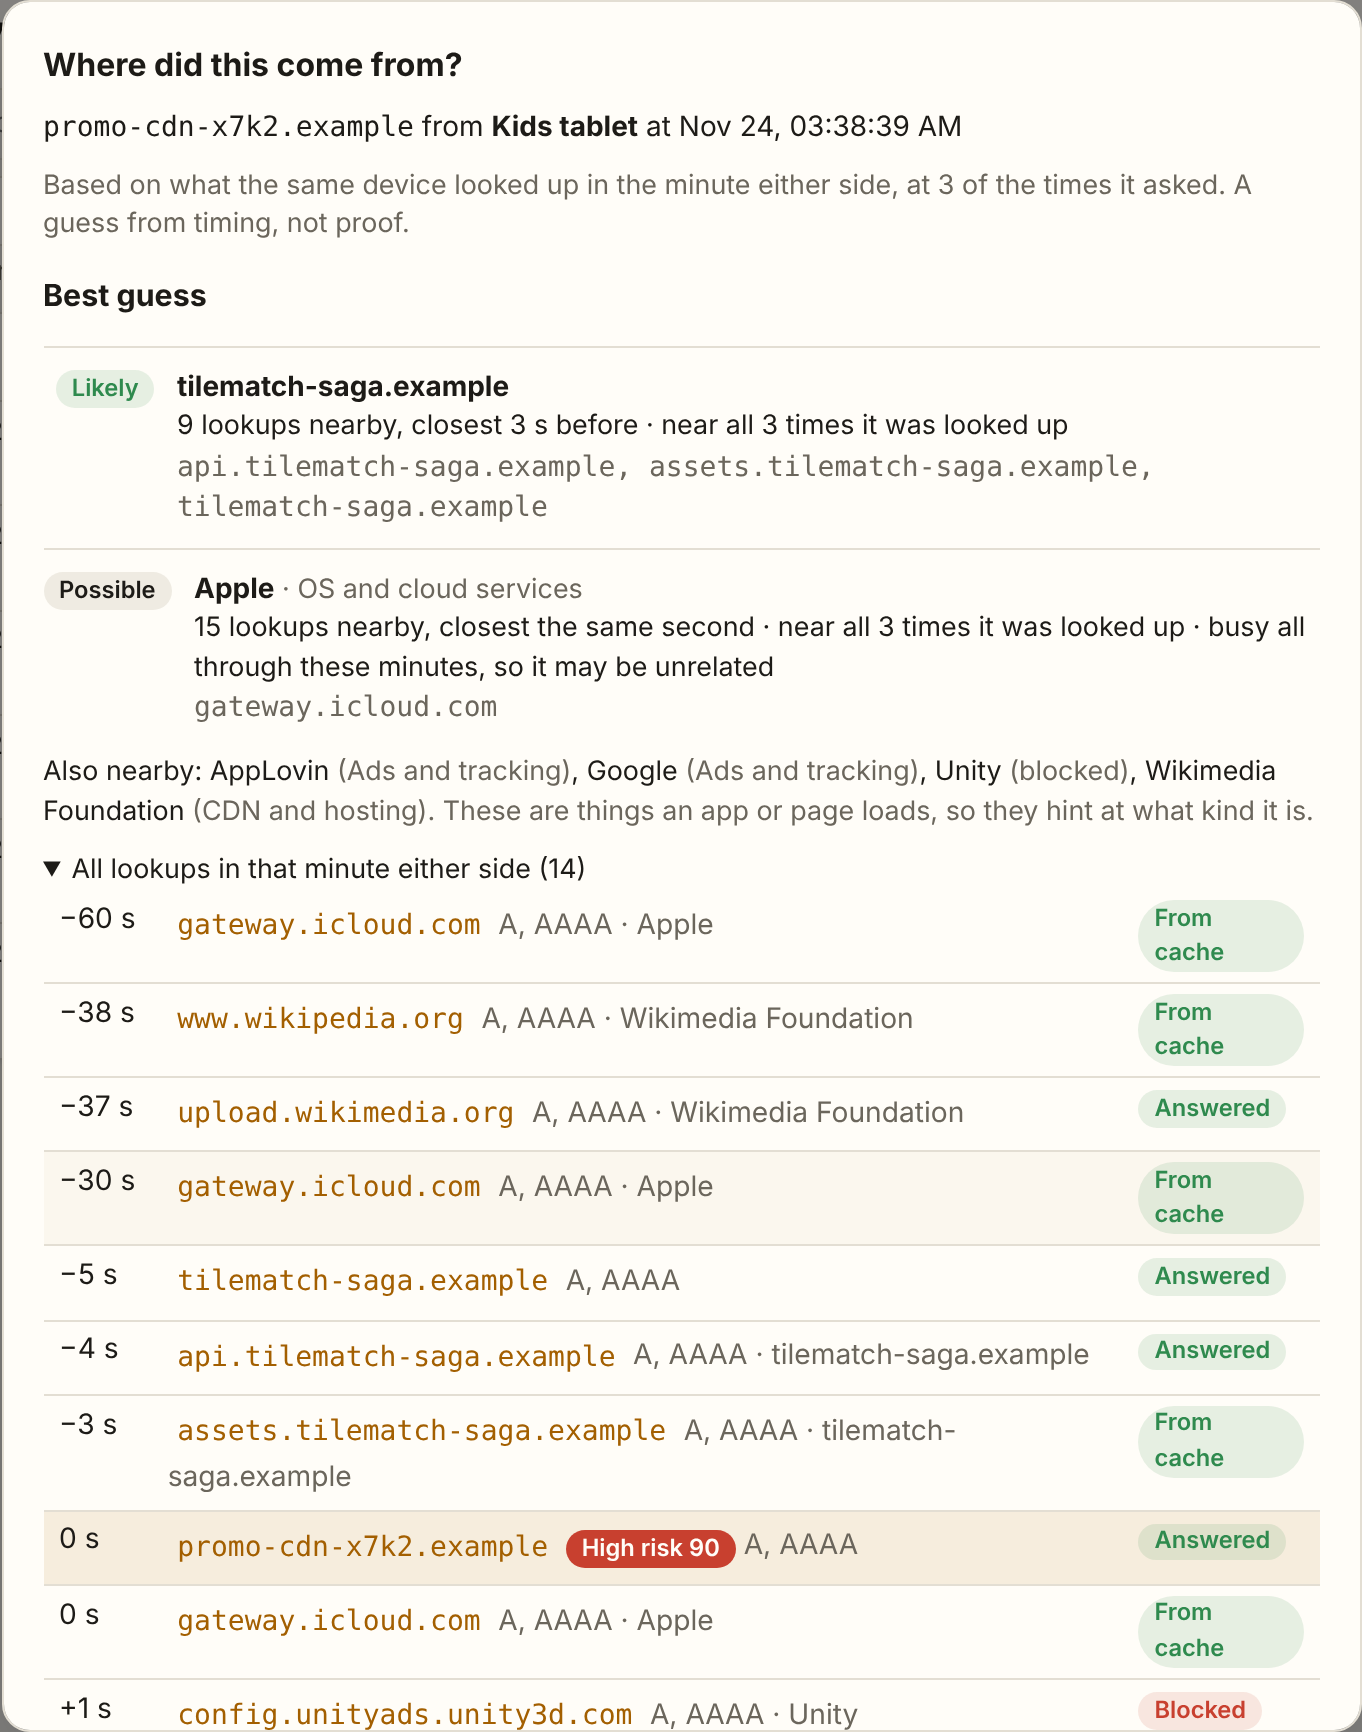 Where did this come from?
promo-cdn-x7k2.example from Kids tablet at Nov 24, 03:38:39 AM
Based on what the same device looked up in the minute either side, at 3 of the times it asked. A
guess from timing, not proof.
Best guess
Likely
tilematch-saga.example
9 lookups nearby, closest 3 s before · near all 3 times it was looked up
api.tilematch-saga.example, assets.tilematch-saga.example,
tilematch-saga.example
Possible
Apple · OS and cloud services
15 lookups nearby, closest the same second · near all 3 times it was looked up · busy all
through these minutes, so it may be unrelated
gateway.icloud.com
Also nearby: AppLovin (Ads and tracking), Google (Ads and tracking), Unity (blocked), Wikimedia
Foundation (CDN and hosting). These are things an app or page loads, so they hint at what kind it is.
▼ All lookups in that minute either side (14)
−60 s gateway.icloud.com A, AAAA · Apple From
cache
−38 s www.wikipedia.org A, AAAA · Wikimedia Foundation From
cache
−37 s upload.wikimedia.org A, AAAA · Wikimedia Foundation Answered
−30 s gateway.icloud.com A, AAAA · Apple From
cache
−5 s tilematch-saga.example A, AAAA Answered
−4 s api.tilematch-saga.example A, AAAA · tilematch-saga.example Answered
−3 s assets.tilematch-saga.example A, AAAA · tilematch- From
saga.example cache
0 s promo-cdn-x7k2.example High risk 90 A, AAAA Answered
0 s gateway.icloud.com A, AAAA · Apple From
cache
+1 s config.unityads.unity3d.com A, AAAA · Unity Blocked